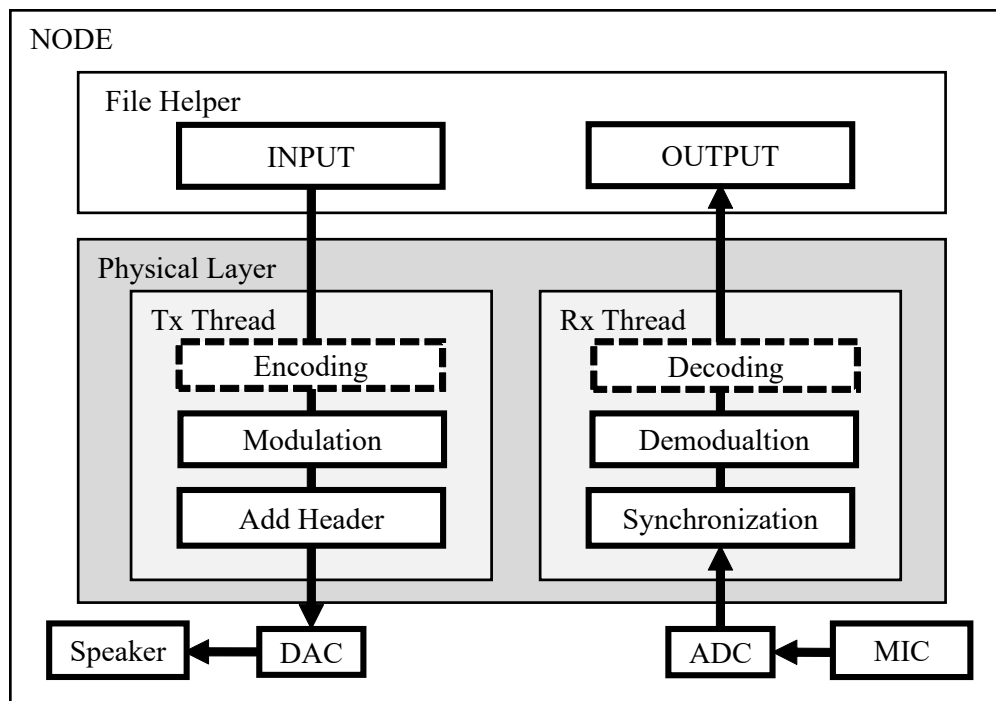 NODE
File Helper
INPUT
OUTPUT
Physical Layer
Tx Thread
Rx Thread
Encoding
Decoding
Modulation
Demodualtion
Add Header
Synchronization
Speaker
DAC
ADC
MIC